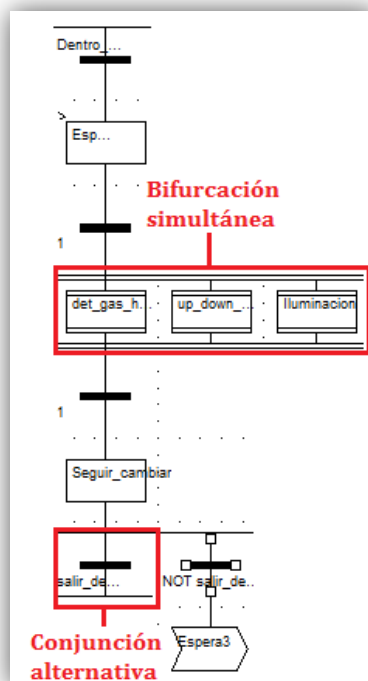 Dentro_...
Esp...
Bifurcación
simultánea
1
det_gas_h...
up_down_...
Iluminacion
1
Seguir_cambiar
salir_de...
NOT salir_de..
Conjunción
alternativa
Espera3